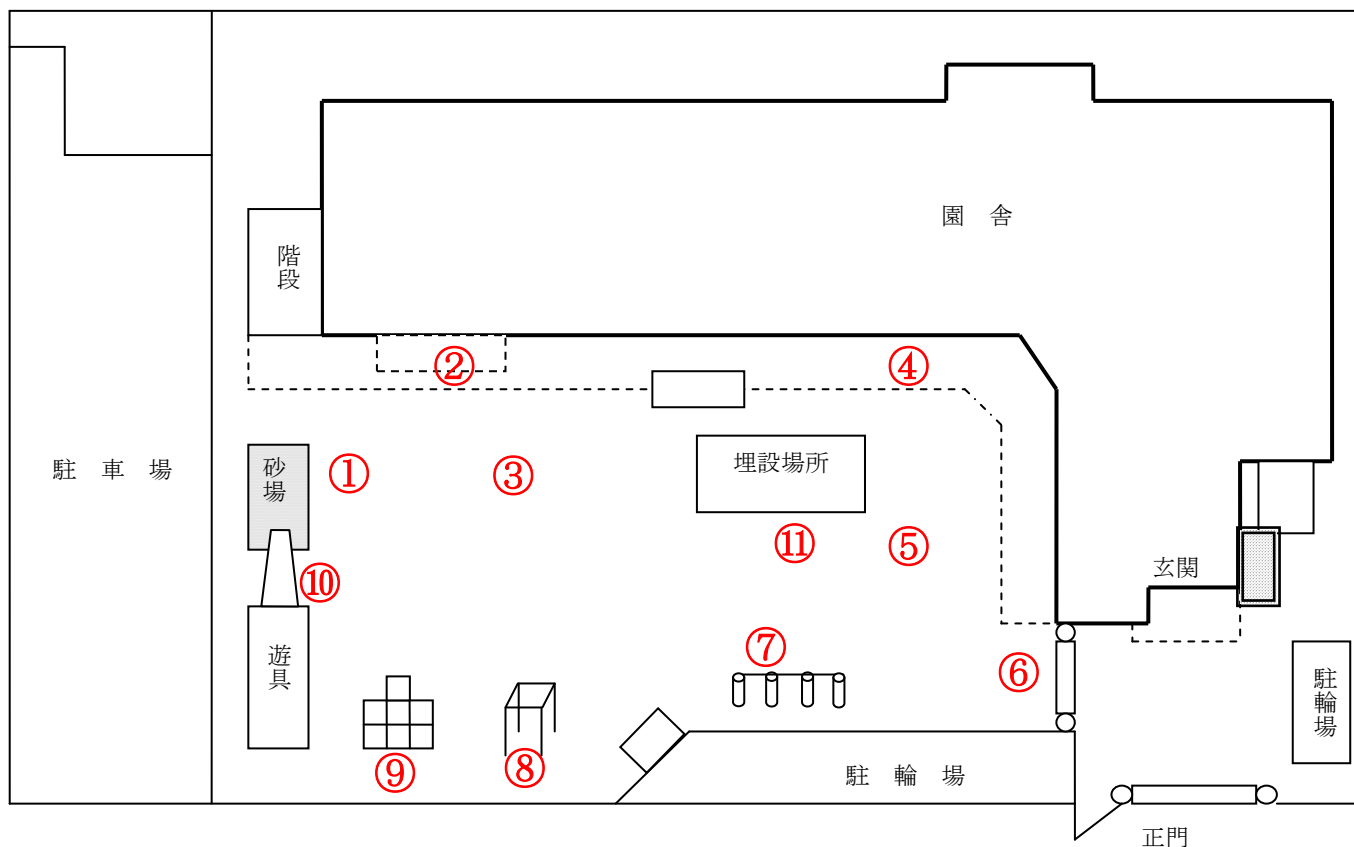 園 舎
階段
②
④
駐 車 場
砂場
①
③
埋設場所
⑪
⑤
⑩
玄関
遊具
⑦
⑥
駐輪場
⑨
⑧
駐 輪 場
正門